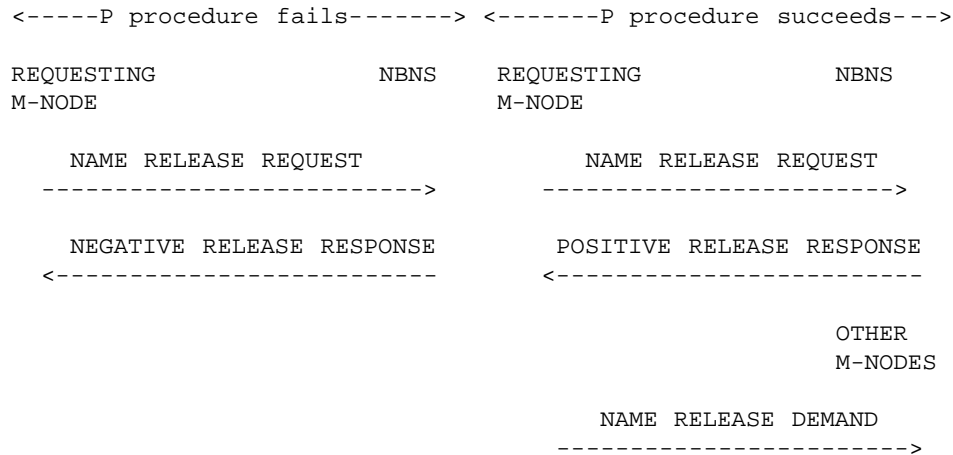 <-----P procedure fails-------> <-------P procedure succeeds--->
REQUESTING                NBNS    REQUESTING             NBNS
M-NODE                            M-NODE
NAME RELEASE REQUEST               NAME RELEASE REQUEST
-------------------------->       ------------------------>
NEGATIVE RELEASE RESPONSE        POSITIVE RELEASE RESPONSE
<--------------------------       <-------------------------
OTHER
M-NODES
NAME RELEASE DEMAND
------------------------>